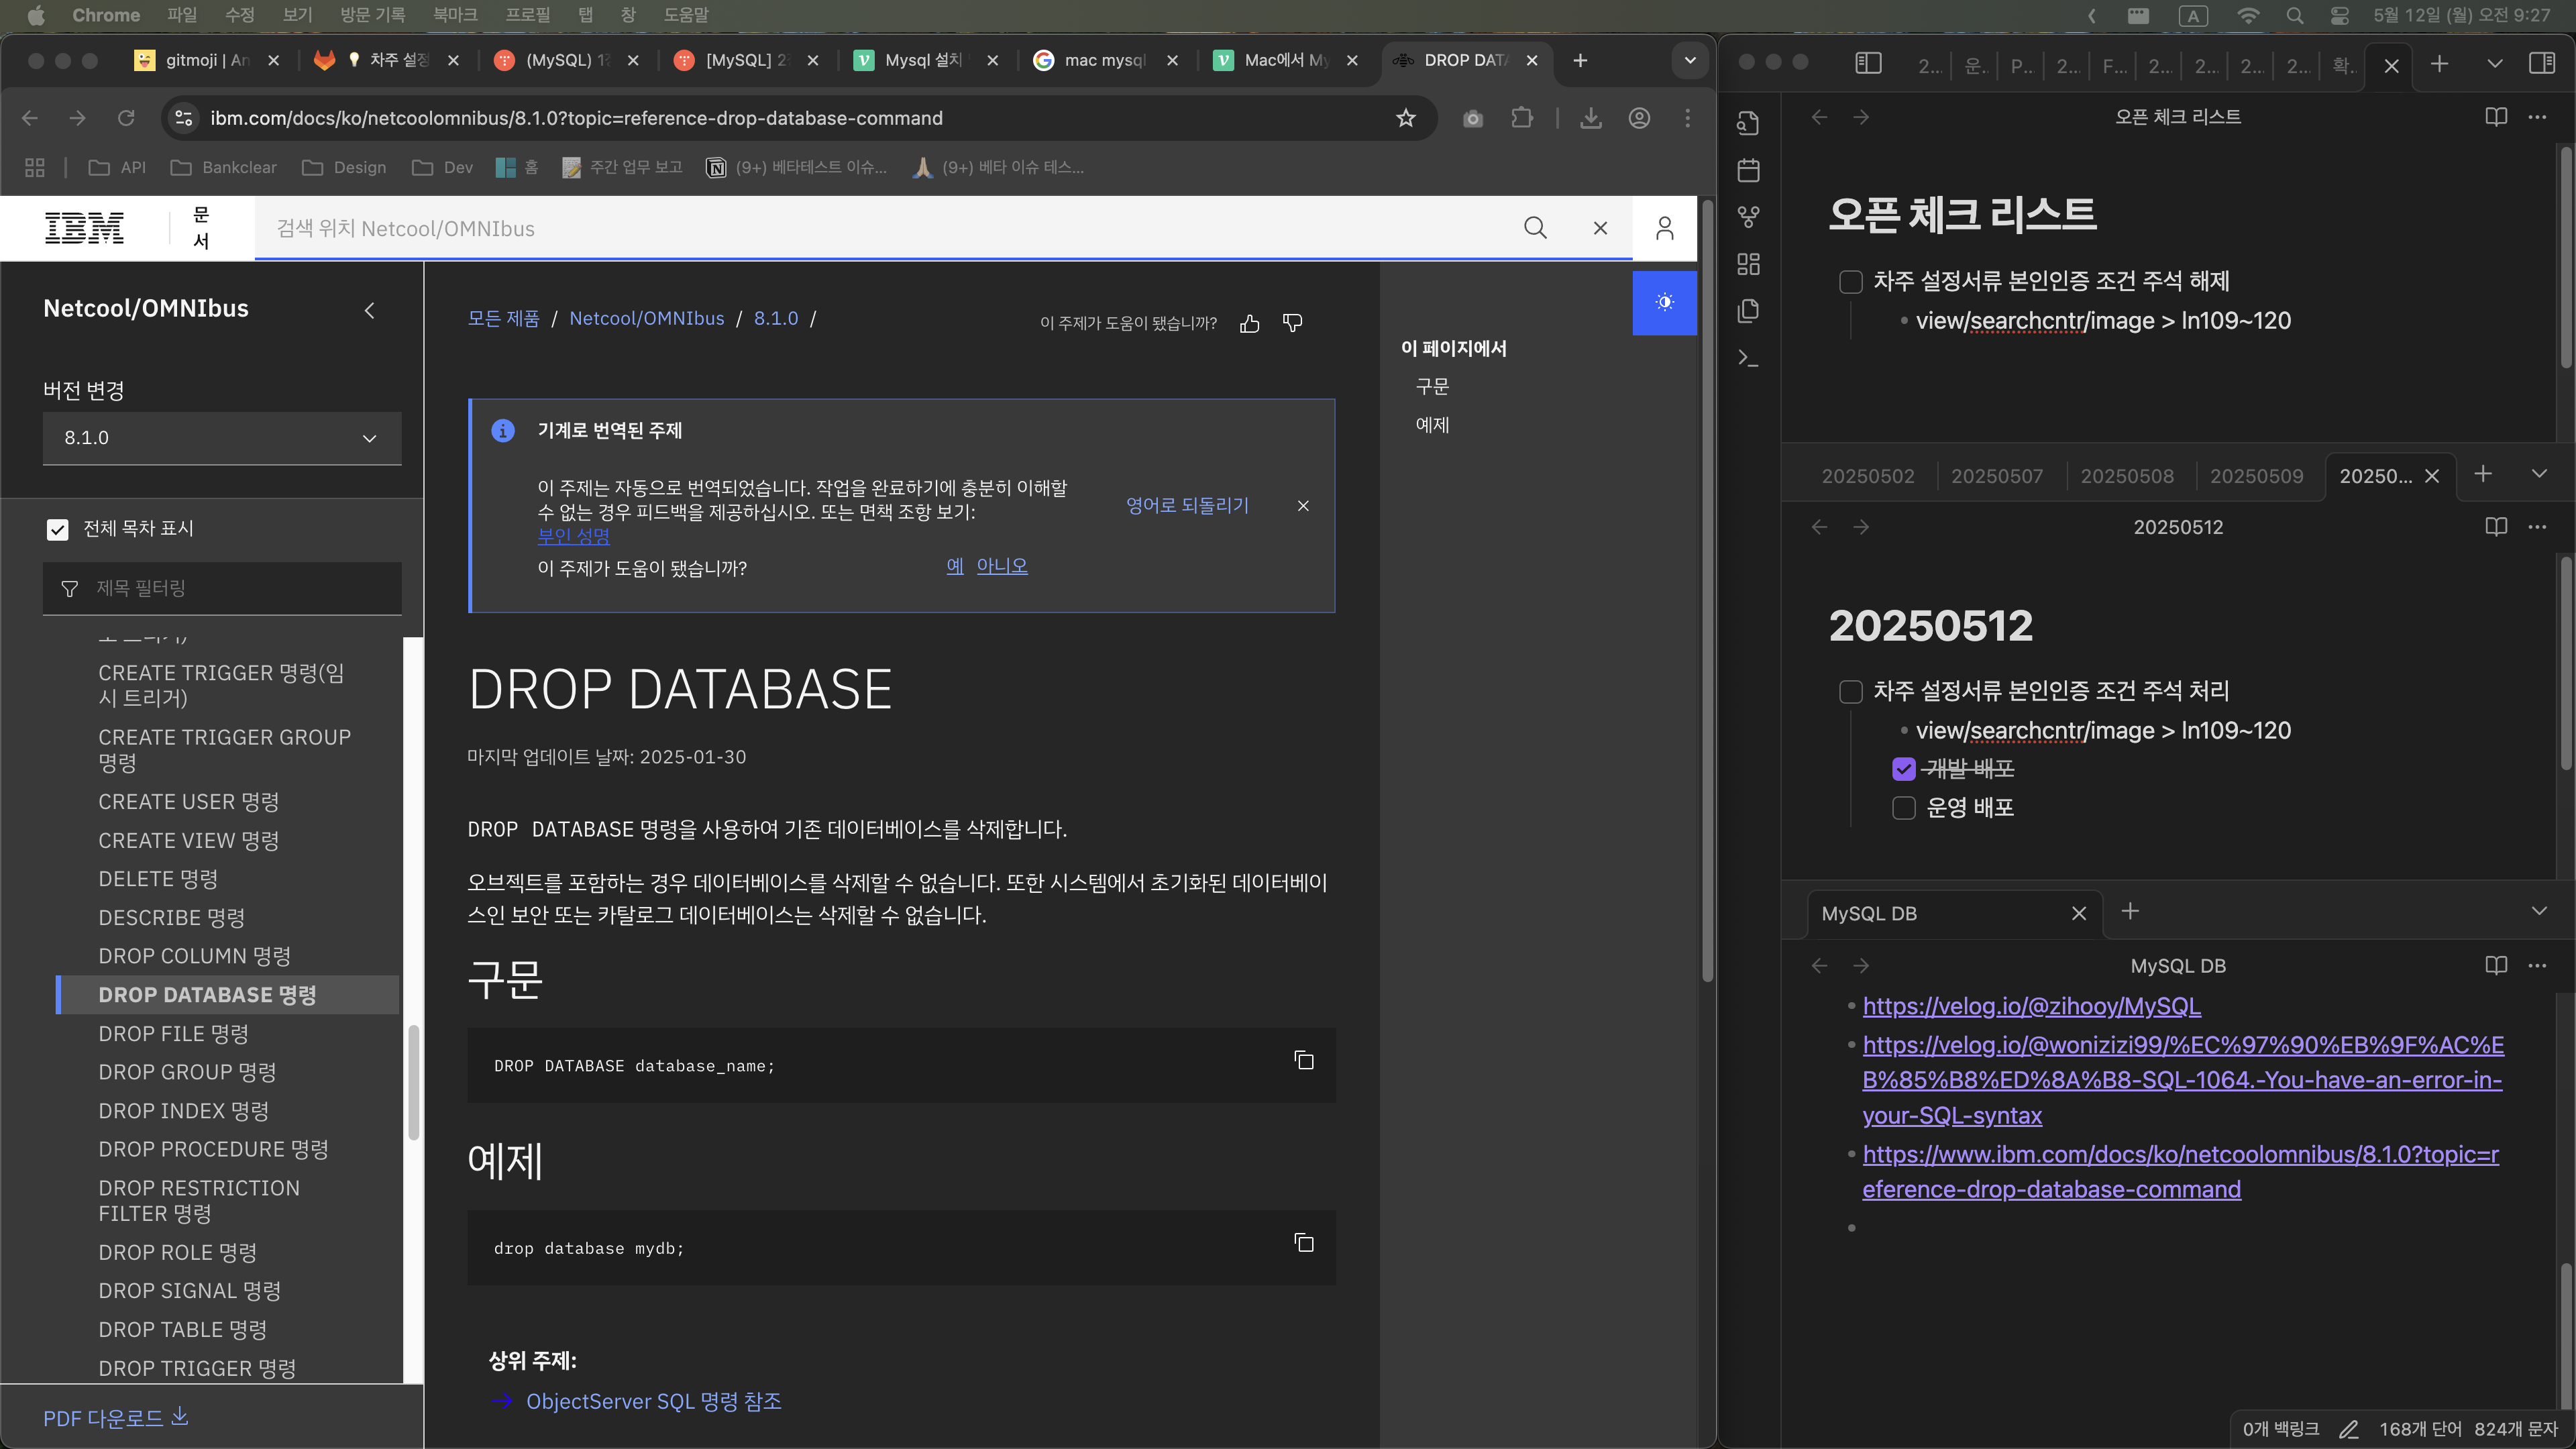 Chrome 파일 수정 보기 방문 기록 북마크 프로필 탭 창 도움말
A 5월 12일 (월) 오전 9:27
gitmoji | An
차주 설정
(MySQL) 1
[MySQL] 2
Mysql 설치
mac mysql
Mac에서 My
DROP DATA
ibm.com/docs/ko/netcoolomnibus/8.1.0?topic=reference-drop-database-command
API Bankclear Design Dev 홈 주간 업무 보고 (9+) 베타테스트 이슈... (9+) 베타 이슈 테스...
IBM
문
서
검색 위치 Netcool/OMNIbus
Netcool/OMNIbus
버전 변경
8.1.0
전체 목차 표시
제목 필터링
CREATE TRIGGER 명령(임
시 트리거)
CREATE TRIGGER GROUP
명령
CREATE USER 명령
CREATE VIEW 명령
DELETE 명령
DESCRIBE 명령
DROP COLUMN 명령
DROP DATABASE 명령
DROP FILE 명령
DROP GROUP 명령
DROP INDEX 명령
DROP PROCEDURE 명령
DROP RESTRICTION
FILTER 명령
DROP ROLE 명령
DROP SIGNAL 명령
DROP TABLE 명령
DROP TRIGGER 명령
PDF 다운로드
모든 제품 / Netcool/OMNIbus / 8.1.0 /
이 주제가 도움이 됐습니까?
기계로 번역된 주제
이 주제는 자동으로 번역되었습니다. 작업을 완료하기에 충분히 이해할
수 없는 경우 피드백을 제공하십시오. 또는 면책 조항 보기:
부인 성명
영어로 되돌리기
이 주제가 도움이 됐습니까? 예 아니오
DROP DATABASE
마지막 업데이트 날짜: 2025-01-30
DROP DATABASE 명령을 사용하여 기존 데이터베이스를 삭제합니다.
오브젝트를 포함하는 경우 데이터베이스를 삭제할 수 없습니다. 또한 시스템에서 초기화된 데이터베이
스인 보안 또는 카탈로그 데이터베이스는 삭제할 수 없습니다.
구문
DROP DATABASE database_name;
예제
drop database mydb;
상위 주제:
→ ObjectServer SQL 명령 참조
이 페이지에서
구문
예제
2... 운.. P... 2... F... 2... 2... 2... 2... 확..
오픈 체크 리스트
오픈 체크 리스트
차주 설정서류 본인인증 조건 주석 해제
• view/searchcntr/image > ln109~120
20250502 20250507 20250508 20250509 20250...
20250512
20250512
차주 설정서류 본인인증 조건 주석 처리
• view/searchcntr/image > ln109~120
개발 배포
운영 배포
MySQL DB
MySQL DB
• https://velog.io/@zihooy/MySQL
• https://velog.io/@wonizizi99/%EC%97%90%EB%9F%AC%E
B%85%B8%ED%8A%B8-SQL-1064.-You-have-an-error-in-
your-SQL-syntax
• https://www.ibm.com/docs/ko/netcoolomnibus/8.1.0?topic=r
eference-drop-database-command
•
0개 백링크 168개 단어 824개 문자